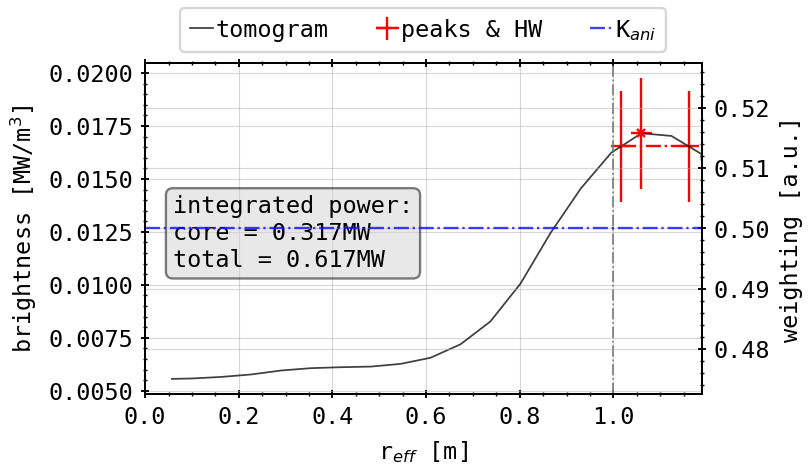 tomogram peaks & HW K_ani
0.0200
0.0175
0.0150
0.0125
0.0100
0.0075
0.0050
brightness [MW/m³]
integrated power:
core = 0.317MW
total = 0.617MW
0.52
0.51
0.50
0.49
0.48
weighting [a.u.]
0.0 0.2 0.4 0.6 0.8 1.0
r_eff [m]